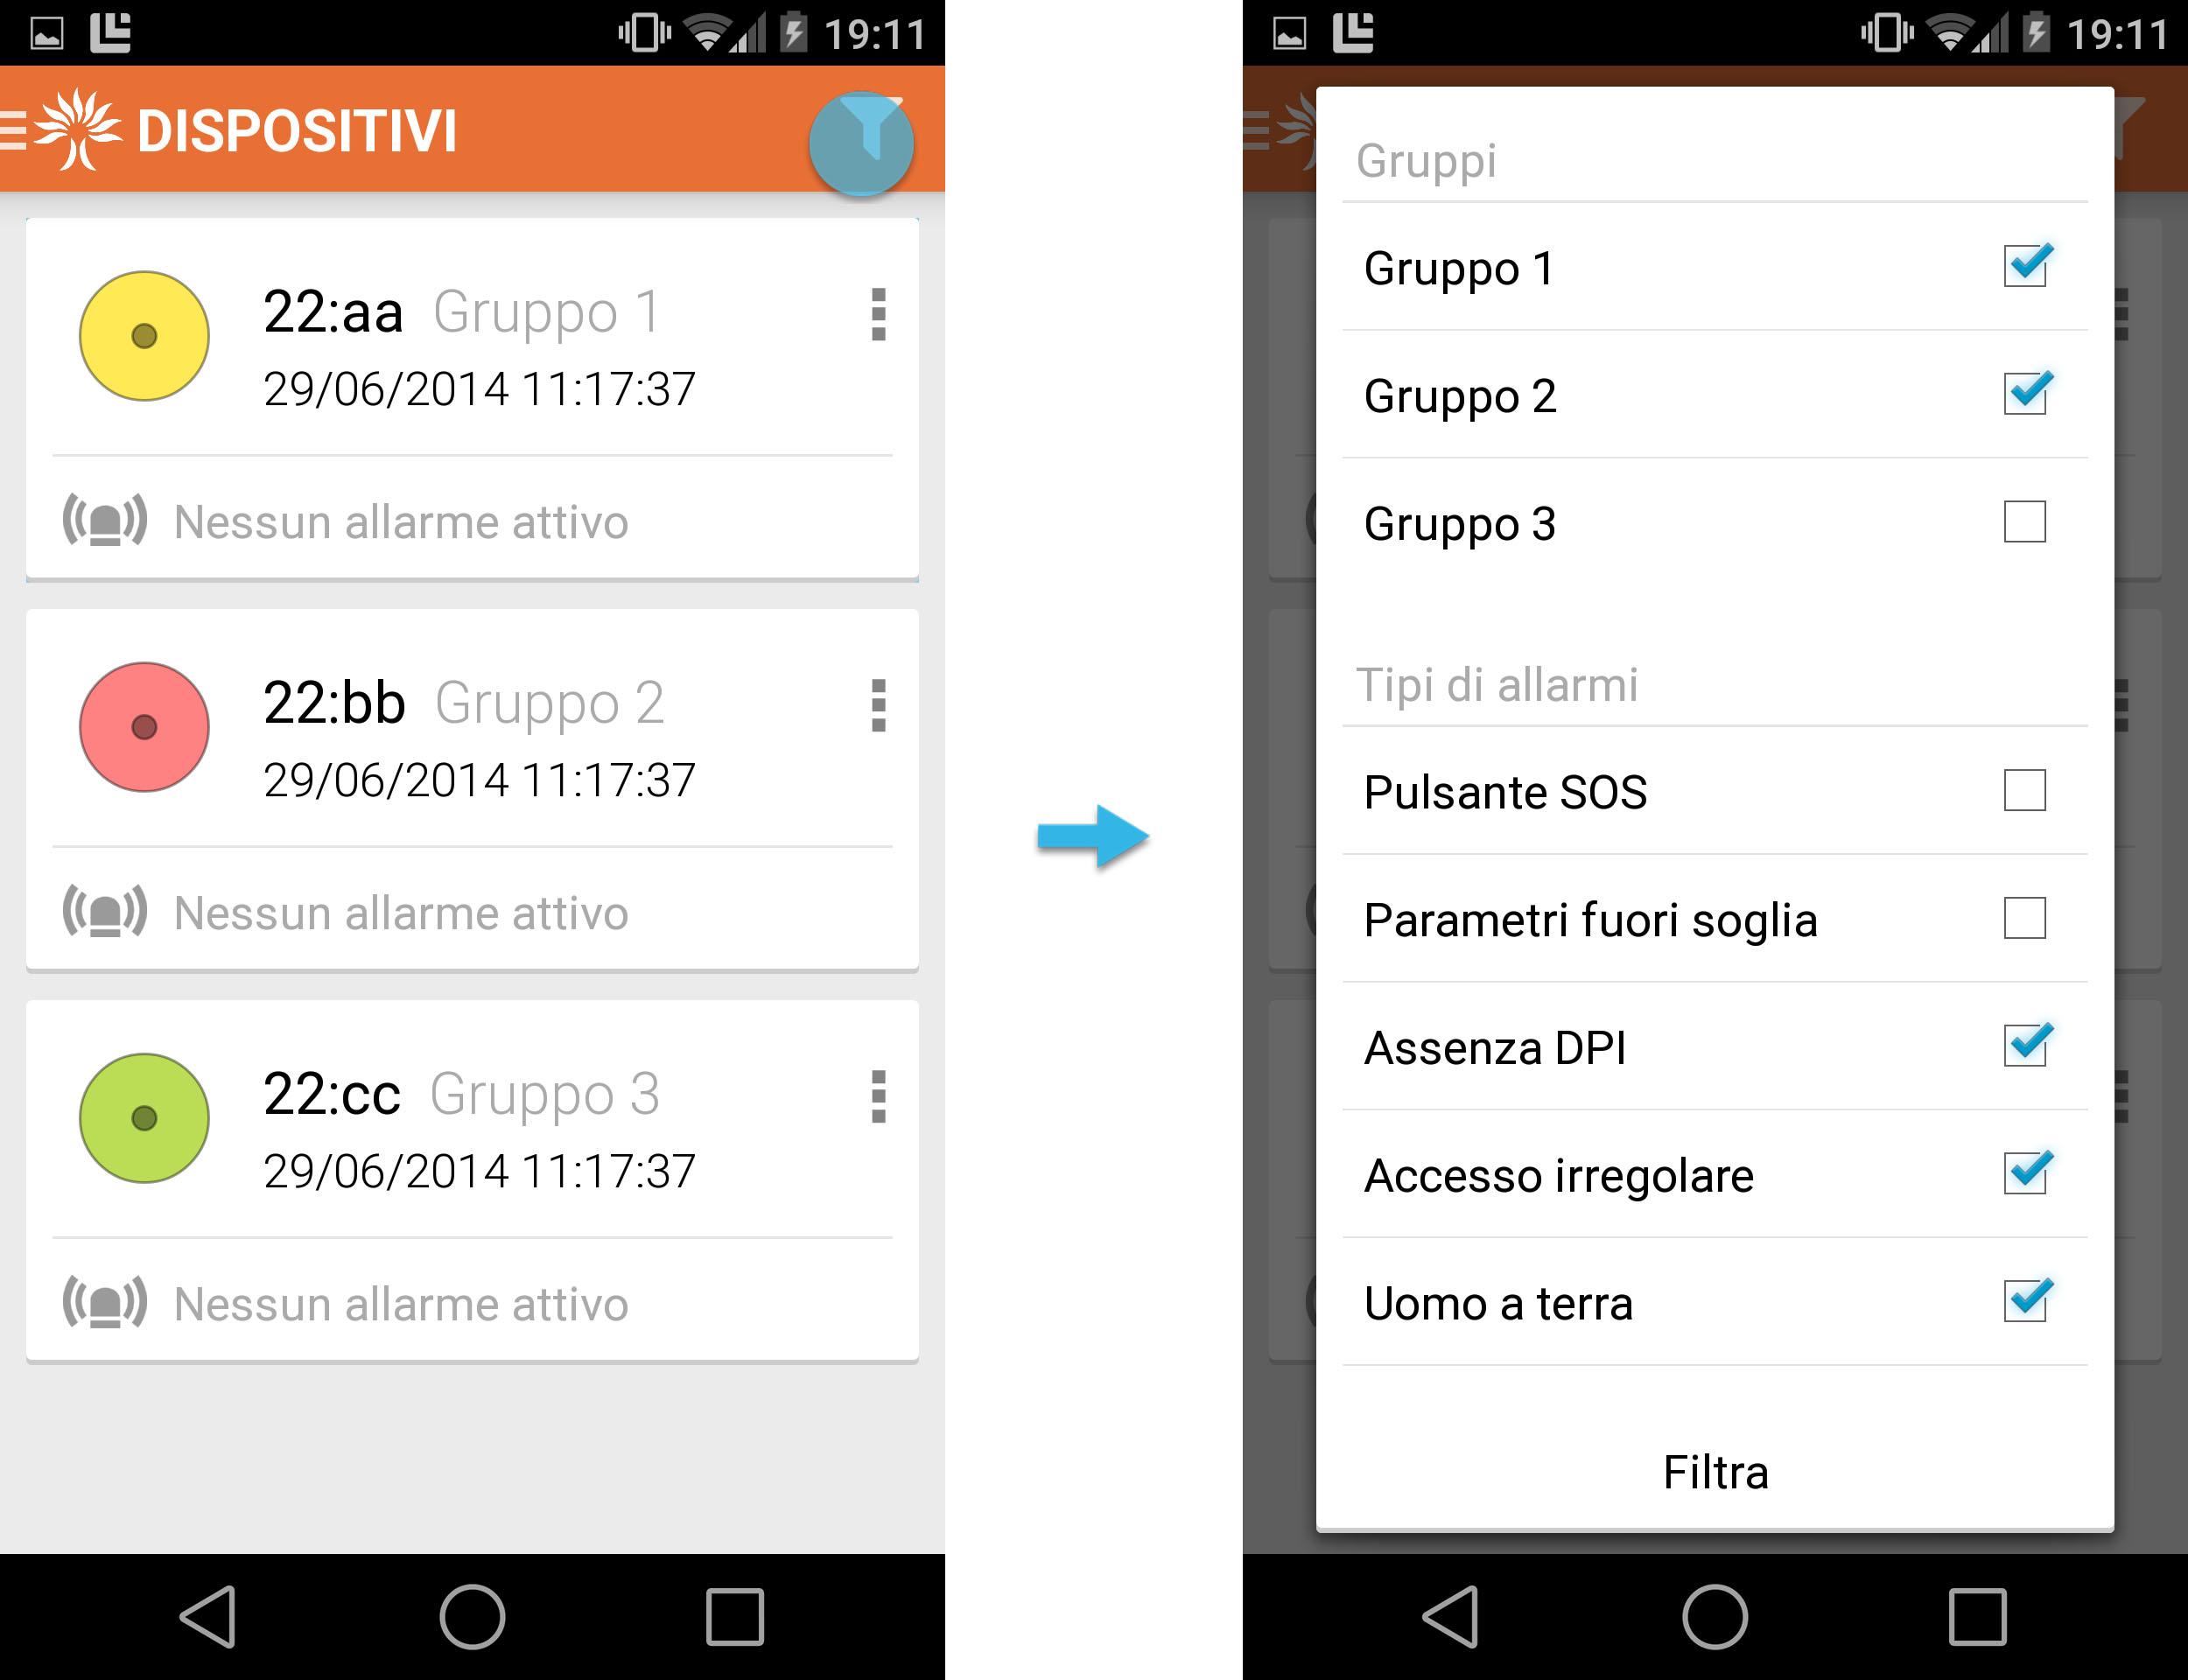 19:11
DISPOSITIVI
22:aa Gruppo 1
29/06/2014 11:17:37
Nessun allarme attivo
22:bb Gruppo 2
29/06/2014 11:17:37
Nessun allarme attivo
22:cc Gruppo 3
29/06/2014 11:17:37
Nessun allarme attivo
19:11
Gruppi
Gruppo 1
Gruppo 2
Gruppo 3
Tipi di allarmi
Pulsante SOS
Parametri fuori soglia
Assenza DPI
Accesso irregolare
Uomo a terra
Filtra